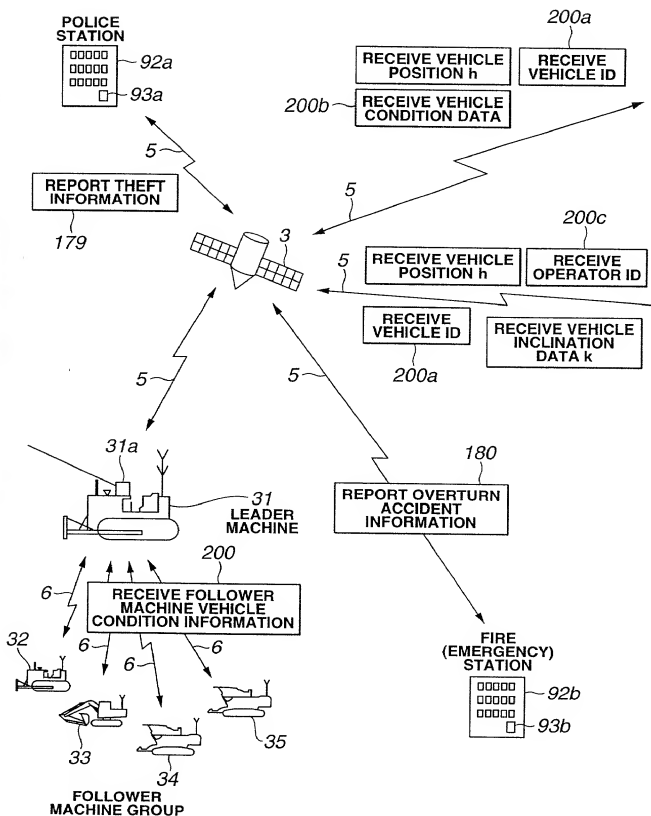 POLICE
STATION
92a
93a
5
REPORT THEFT
INFORMATION
179
200a
RECEIVE VEHICLE
POSITION h
RECEIVE
VEHICLE ID
200b
RECEIVE VEHICLE
CONDITION DATA
5
3
200c
5
RECEIVE VEHICLE
POSITION h
RECEIVE
OPERATOR ID
RECEIVE
VEHICLE ID
200a
RECEIVE VEHICLE
INCLINATION
DATA k
5
5
31a
31
LEADER
MACHINE
180
REPORT OVERTURN
ACCIDENT
INFORMATION
200
RECEIVE FOLLOWER
MACHINE VEHICLE
CONDITION INFORMATION
6
6
6
6
32
33
34
35
FOLLOWER
MACHINE GROUP
FIRE
(EMERGENCY)
STATION
92b
93b